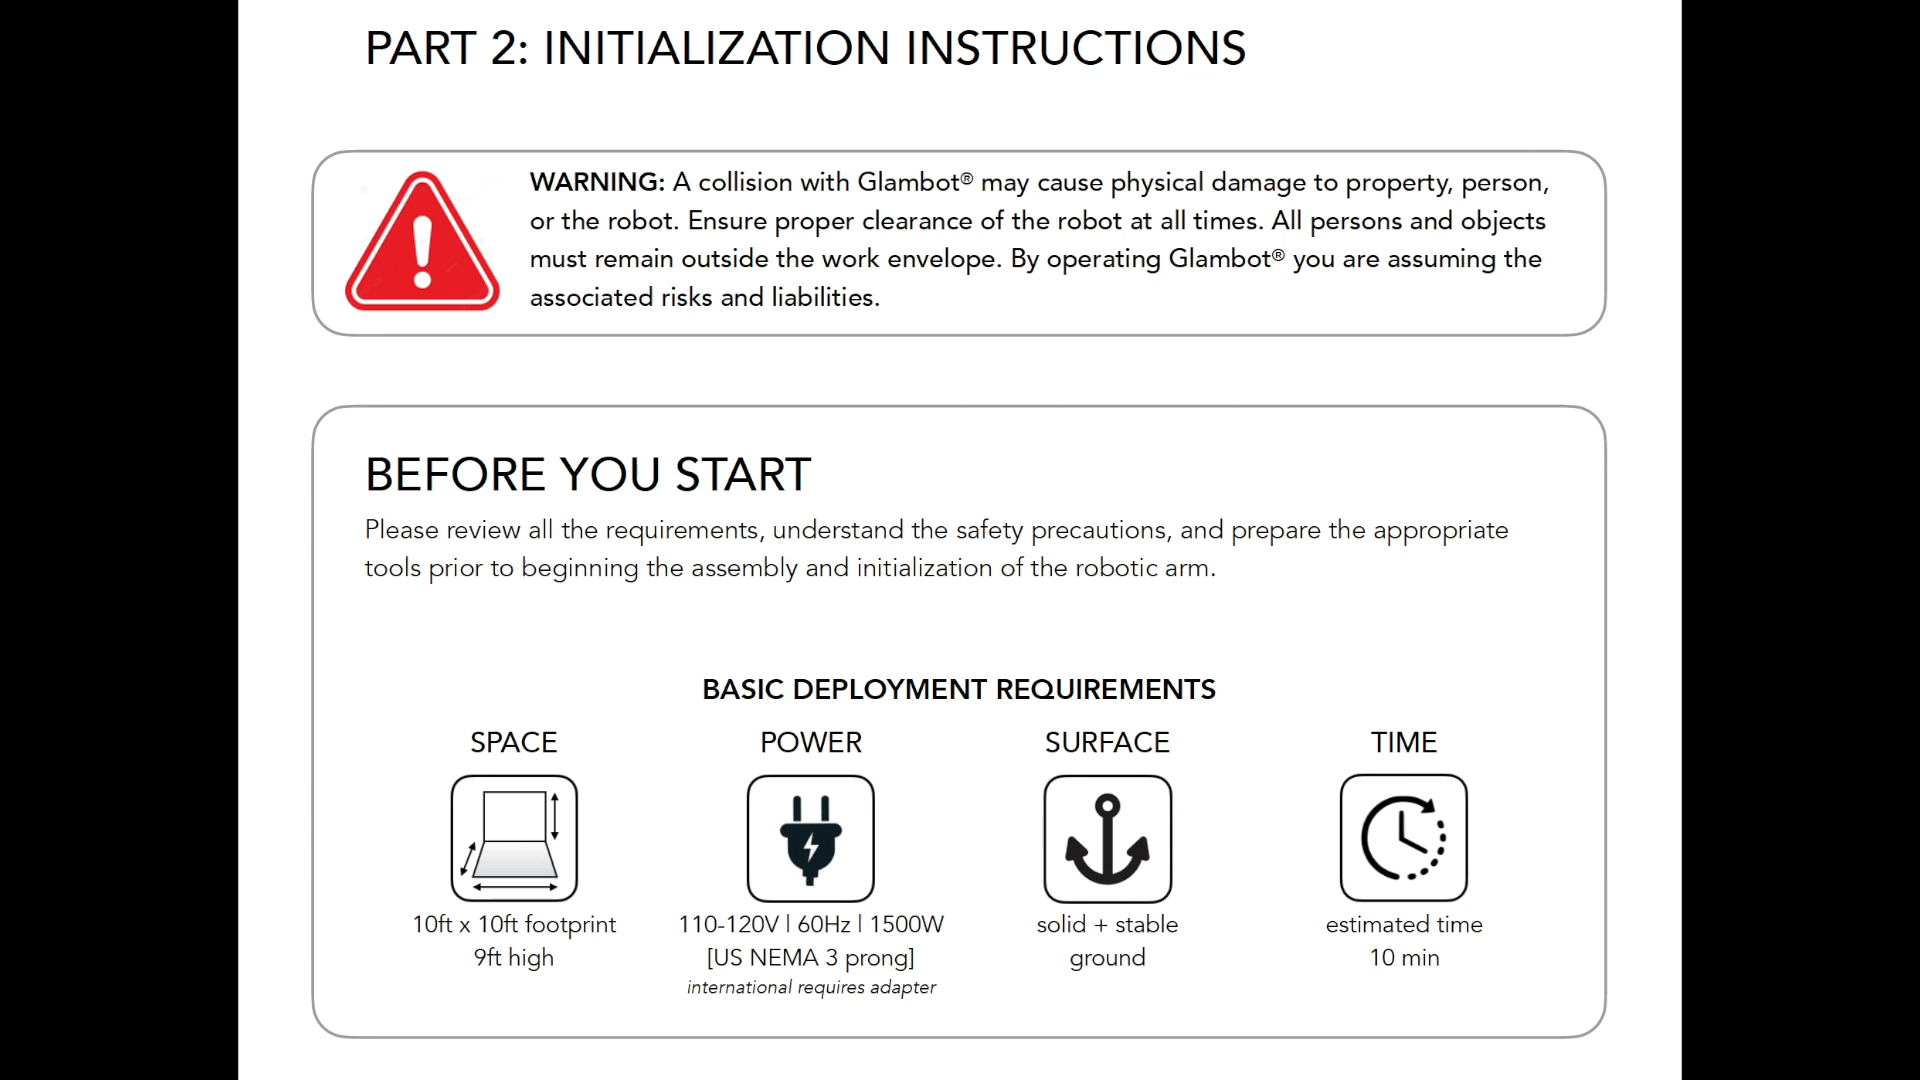 PART 2: INITIALIZATION INSTRUCTIONS
WARNING: A collision with Glambot® may cause physical damage to property, person,
or the robot. Ensure proper clearance of the robot at all times. All persons and objects
must remain outside the work envelope. By operating Glambot® you are assuming the
associated risks and liabilities.
BEFORE YOU START
Please review all the requirements, understand the safety precautions, and prepare the appropriate
tools prior to beginning the assembly and initialization of the robotic arm.
BASIC DEPLOYMENT REQUIREMENTS
SPACE
10ft x 10ft footprint
9ft high
POWER
110-120V | 60Hz | 1500W
[US NEMA 3 prong]
international requires adapter
SURFACE
solid + stable
ground
TIME
estimated time
10 min